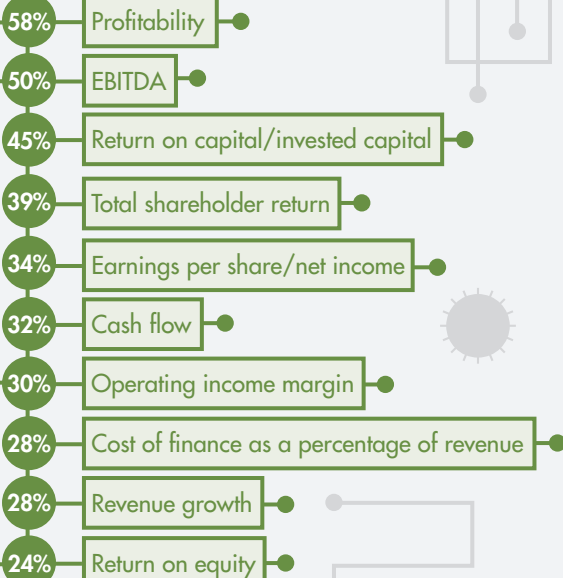 58% Profitability
50% EBITDA
45% Return on capital/invested capital
39% Total shareholder return
34% Earnings per share/net income
32% Cash flow
30% Operating income margin
28% Cost of finance as a percentage of revenue
28% Revenue growth
24% Return on equity